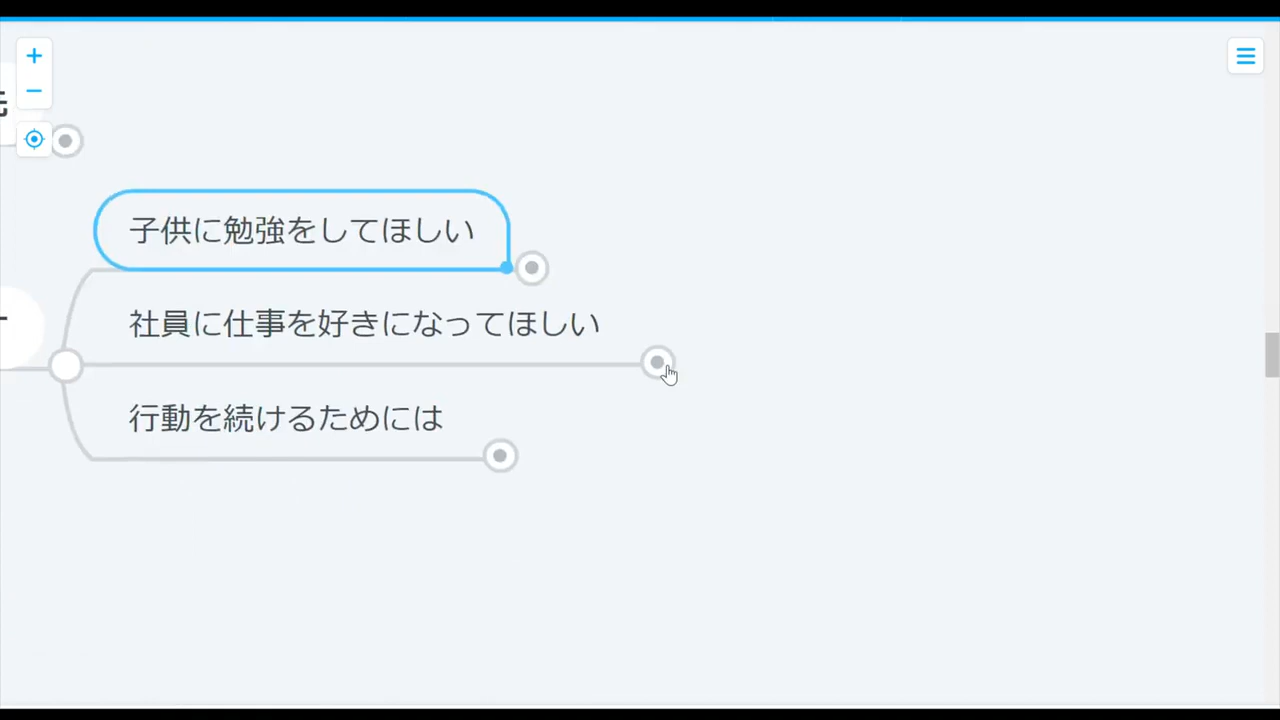 子供に勉強をしてほしい
社員に仕事を好きになってほしい
行動を続けるためには